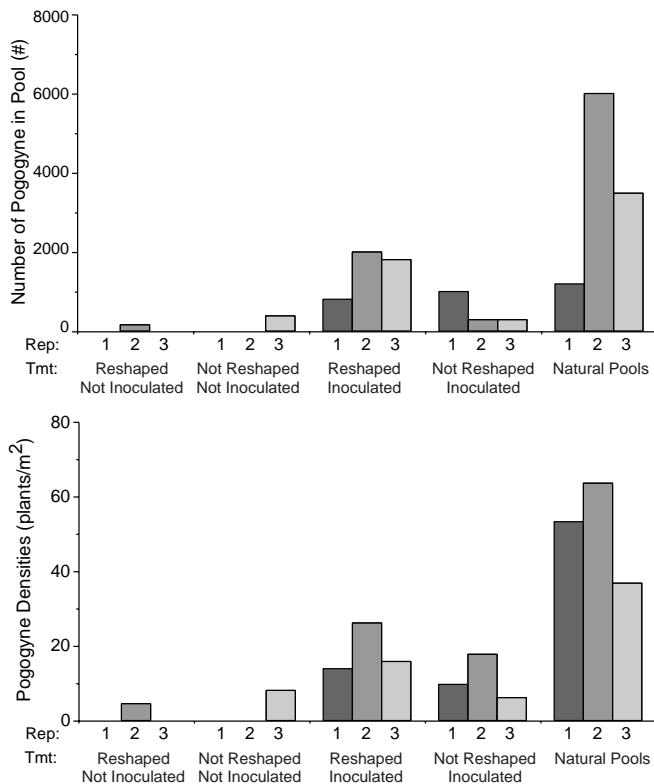 Number of Pogogyne in Pool (#)
8000
6000
4000
2000
0
Rep: 1 2 3 1 2 3 1 2 3 1 2 3 1 2 3
Tmt: Reshaped Not Reshaped Reshaped Not Reshaped Natural Pools
Not Inoculated Not Inoculated Inoculated Inoculated
Pogogyne Densities (plants/m²)
80
60
40
20
0
Rep: 1 2 3 1 2 3 1 2 3 1 2 3 1 2 3
Tmt: Reshaped Not Reshaped Reshaped Not Reshaped Natural Pools
Not Inoculated Not Inoculated Inoculated Inoculated